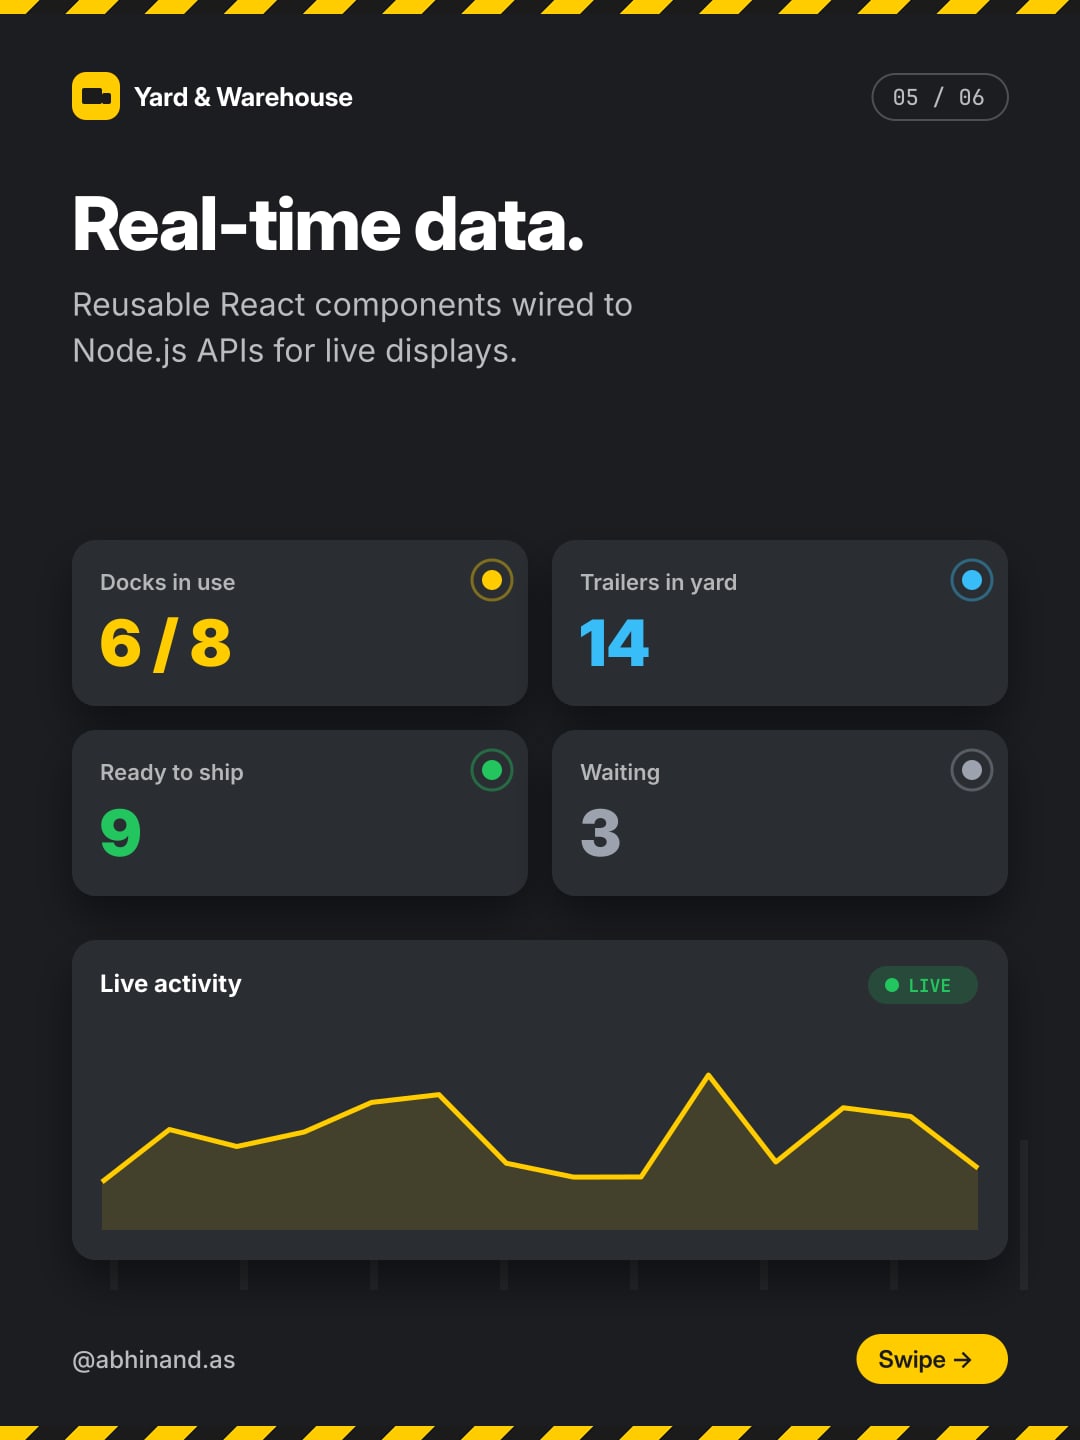 Yard & Warehouse
05 / 06
Real-time data.
Reusable React components wired to
Node.js APIs for live displays.
Docks in use
6 / 8
Trailers in yard
14
Ready to ship
9
Waiting
3
Live activity
LIVE
@abhinand.as
Swipe →